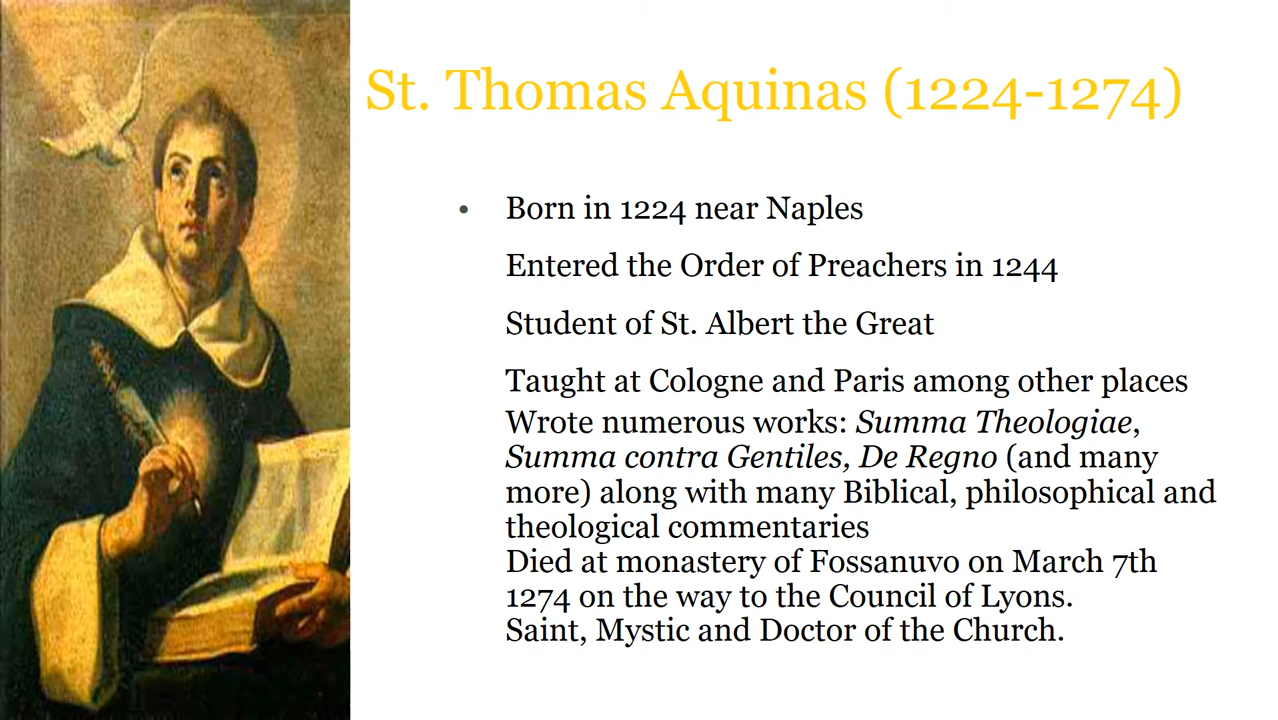 St. Thomas Aquinas (1224-1274)
• Born in 1224 near Naples
Entered the Order of Preachers in 1244
Student of St. Albert the Great
Taught at Cologne and Paris among other places
Wrote numerous works: Summa Theologiae,
Summa contra Gentiles, De Regno (and many
more) along with many Biblical, philosophical and
theological commentaries
Died at monastery of Fossanuvo on March 7th
1274 on the way to the Council of Lyons.
Saint, Mystic and Doctor of the Church.